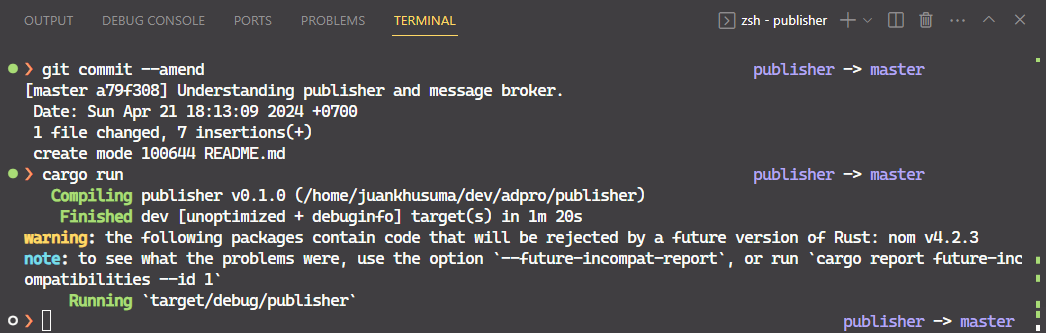 OUTPUT DEBUG CONSOLE PORTS PROBLEMS TERMINAL zsh - publisher
❯ git commit --amend publisher -> master
[master a79f308] Understanding publisher and message broker.
Date: Sun Apr 21 18:13:09 2024 +0700
1 file changed, 7 insertions(+)
create mode 100644 README.md
❯ cargo run publisher -> master
Compiling publisher v0.1.0 (/home/juankhusuma/dev/adpro/publisher)
Finished dev [unoptimized + debuginfo] target(s) in 1m 20s
warning: the following packages contain code that will be rejected by a future version of Rust: nom v4.2.3
note: to see what the problems were, use the option `--future-incompat-report`, or run `cargo report future-inc
ompatibilities --id 1`
Running `target/debug/publisher`
❯ publisher -> master